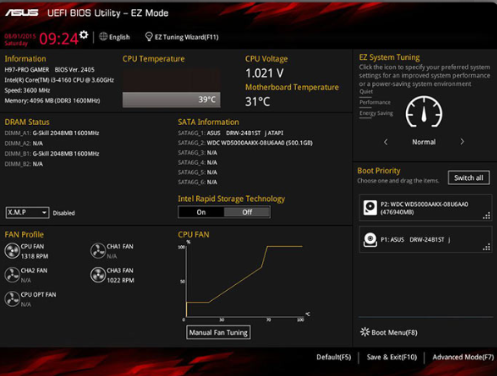 ASUS UEFI BIOS Utility – EZ Mode
08/01/2015
Saturday
09:24
English
EZ Tuning Wizard(F11)
Information
H97-PRO GAMER BIOS Ver. 2405
Intel(R) Core(TM) i3-4160 CPU @ 3.60GHz
Speed: 3600 MHz
Memory: 4096 MB (DDR3 1600MHz)
CPU Temperature
39°C
CPU Voltage
1.021 V
Motherboard Temperature
31°C
EZ System Tuning
Click the icon to specify your preferred system
settings for an improved system performance
or a power-saving system environment
Quiet
Performance
Energy Saving
Normal
DRAM Status
DIMM_A1: G-Skill 2048MB 1600MHz
DIMM_A2: N/A
DIMM_B1: G-Skill 2048MB 1600MHz
DIMM_B2: N/A
X.M.P
Disabled
SATA Information
SATA6G_1: ASUS DRW-24B1ST j ATAPI
SATA6G_2: WDC WD5000AAKX-08U6AA0 (500.1GB)
SATA6G_3: N/A
SATA6G_4: N/A
SATA6G_5: N/A
SATA6G_6: N/A
Intel Rapid Storage Technology
On
Off
Boot Priority
Choose one and drag the items.
Switch all
P2: WDC WD5000AAKX-08U6AA0
(476940MB)
P1: ASUS DRW-24B1ST j
FAN Profile
CPU FAN
1318 RPM
CHA1 FAN
N/A
CHA2 FAN
N/A
CHA3 FAN
1022 RPM
CPU OPT FAN
N/A
CPU FAN
%
100
50
0
30
70
100
°C
Manual Fan Tuning
Boot Menu(F8)
Default(F5)
Save & Exit(F10)
Advanced Mode(F7)